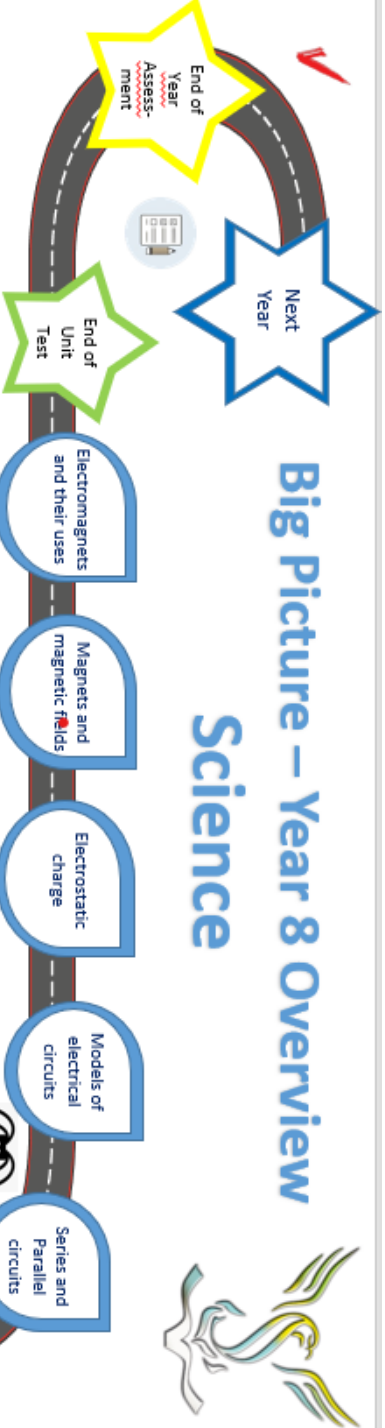 Big Picture – Year 8 Overview
Science
Next
Year
End of
Year
Assess-
ment
End of
Unit
Test
Electromagnets
and their uses
Magnets and
magnetic fields
Electrostatic
charge
Models of
electrical
circuits
Series and
Parallel
circuits